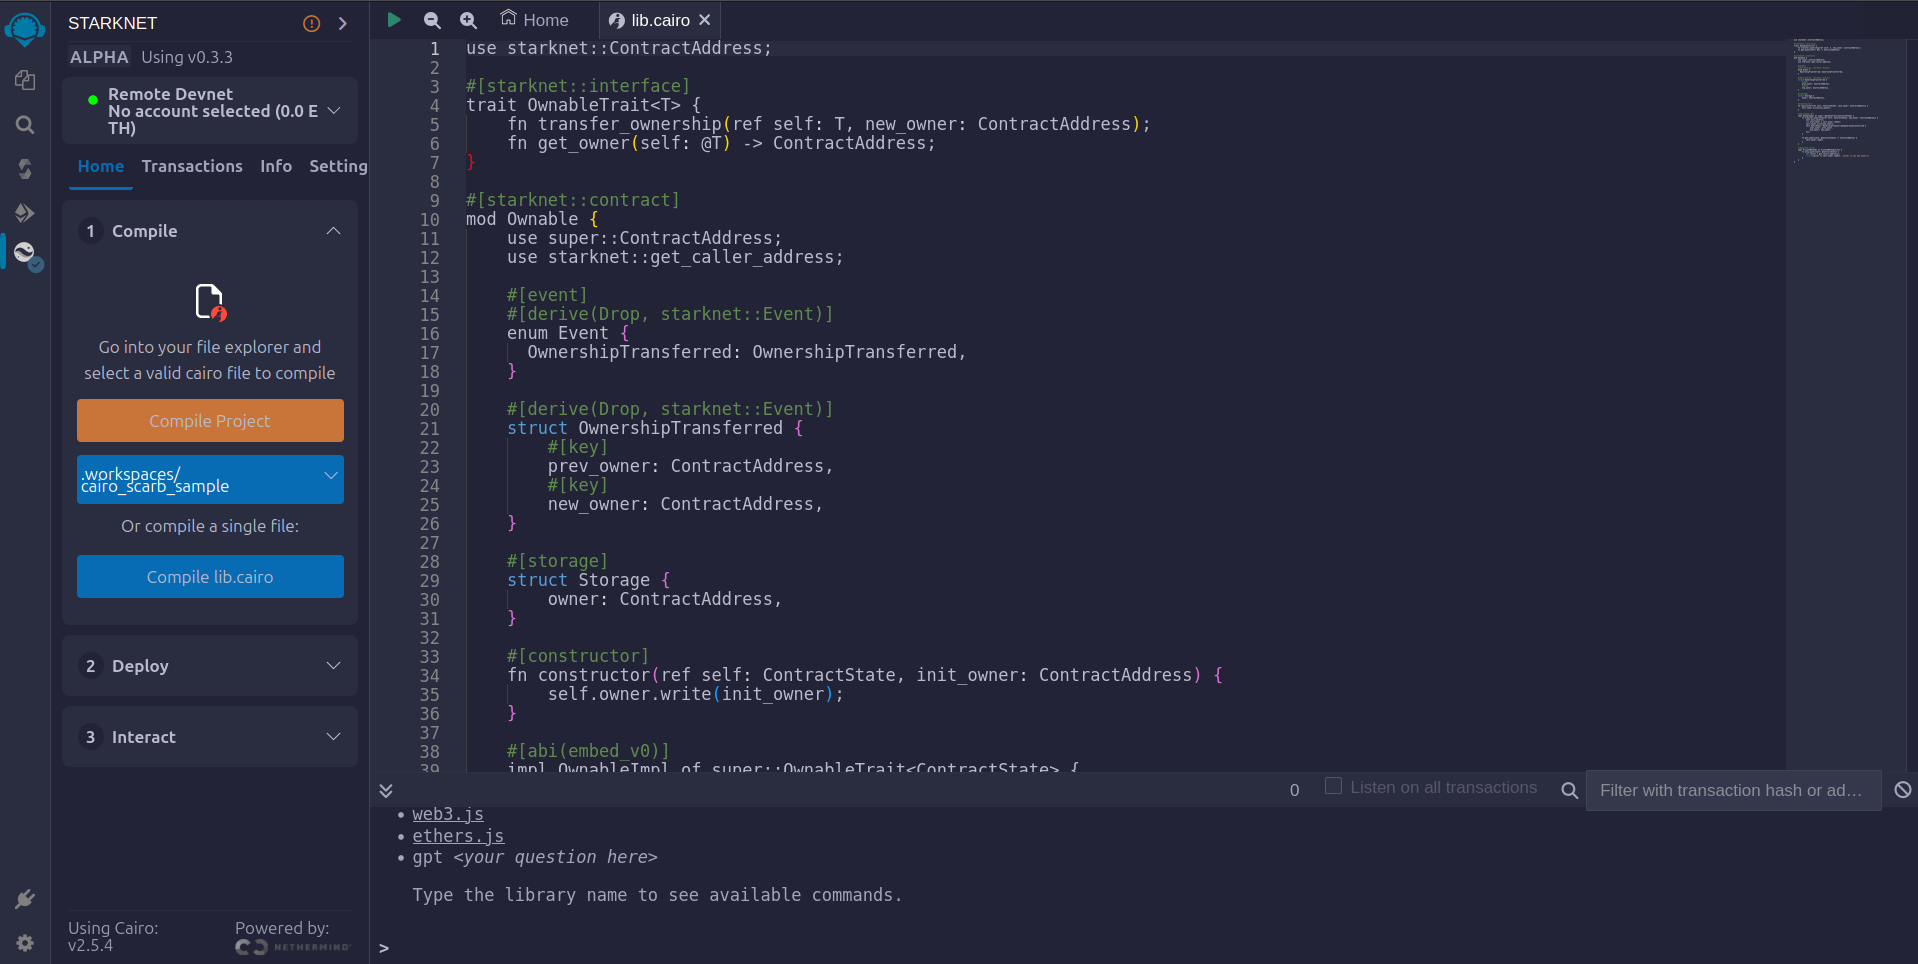 STARKNET
ALPHA Using v0.3.3
Remote Devnet
No account selected (0.0 E
TH)
Home Transactions Info Setting
1 Compile
Go into your file explorer and
select a valid cairo file to compile
Compile Project
.workspaces/
cairo_scarb_sample
Or compile a single file:
Compile lib.cairo
2 Deploy
3 Interact
Using Cairo:
v2.5.4
Powered by:
NETHERMIND
Home lib.cairo
1 use starknet::ContractAddress;
2
3 #[starknet::interface]
4 trait OwnableTrait<T> {
5     fn transfer_ownership(ref self: T, new_owner: ContractAddress);
6     fn get_owner(self: @T) -> ContractAddress;
7 }
8
9 #[starknet::contract]
10 mod Ownable {
11     use super::ContractAddress;
12     use starknet::get_caller_address;
13
14     #[event]
15     #[derive(Drop, starknet::Event)]
16     enum Event {
17       OwnershipTransferred: OwnershipTransferred,
18     }
19
20     #[derive(Drop, starknet::Event)]
21     struct OwnershipTransferred {
22         #[key]
23         prev_owner: ContractAddress,
24         #[key]
25         new_owner: ContractAddress,
26     }
27
28     #[storage]
29     struct Storage {
30         owner: ContractAddress,
31     }
32
33     #[constructor]
34     fn constructor(ref self: ContractState, init_owner: ContractAddress) {
35         self.owner.write(init_owner);
36     }
37
38     #[abi(embed_v0)]
39     impl OwnableImpl of super::OwnableTrait<ContractState> {
0 Listen on all transactions Filter with transaction hash or ad...
• web3.js
• ethers.js
• gpt <your question here>
Type the library name to see available commands.
>